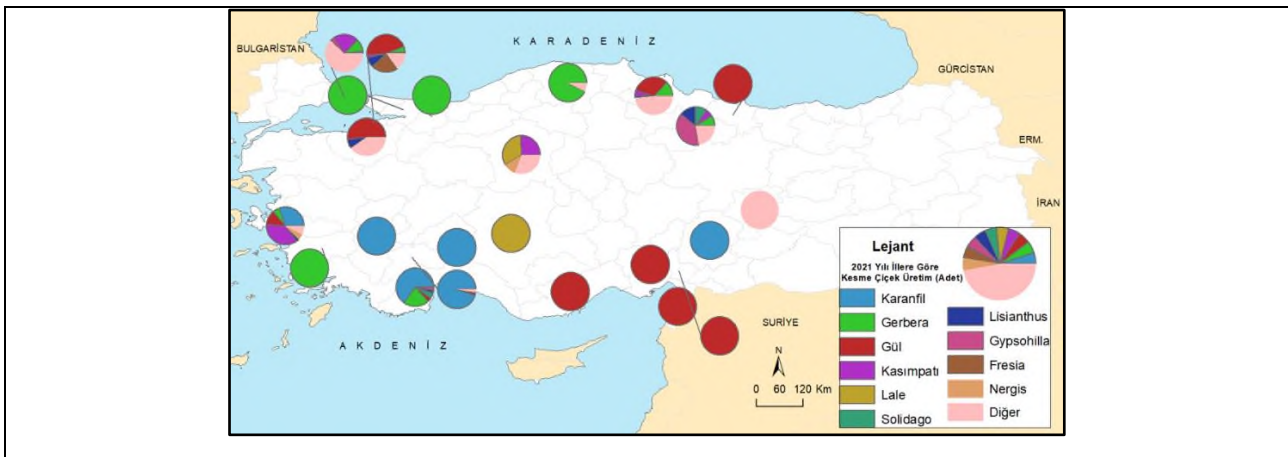 BULGARİSTAN
K A R A D E N İ Z
GÜRCİSTAN
ERM.
İRAN
SURİYE
A K D E N İ Z
N
0 60 120 Km
Lejant
2021 Yılı İllere Göre
Kesme Çiçek Üretim (Adet)
Karanfil
Gerbera
Gül
Kasımpatı
Lale
Solidago
Lisianthus
Gypsohilla
Fresia
Nergis
Diğer